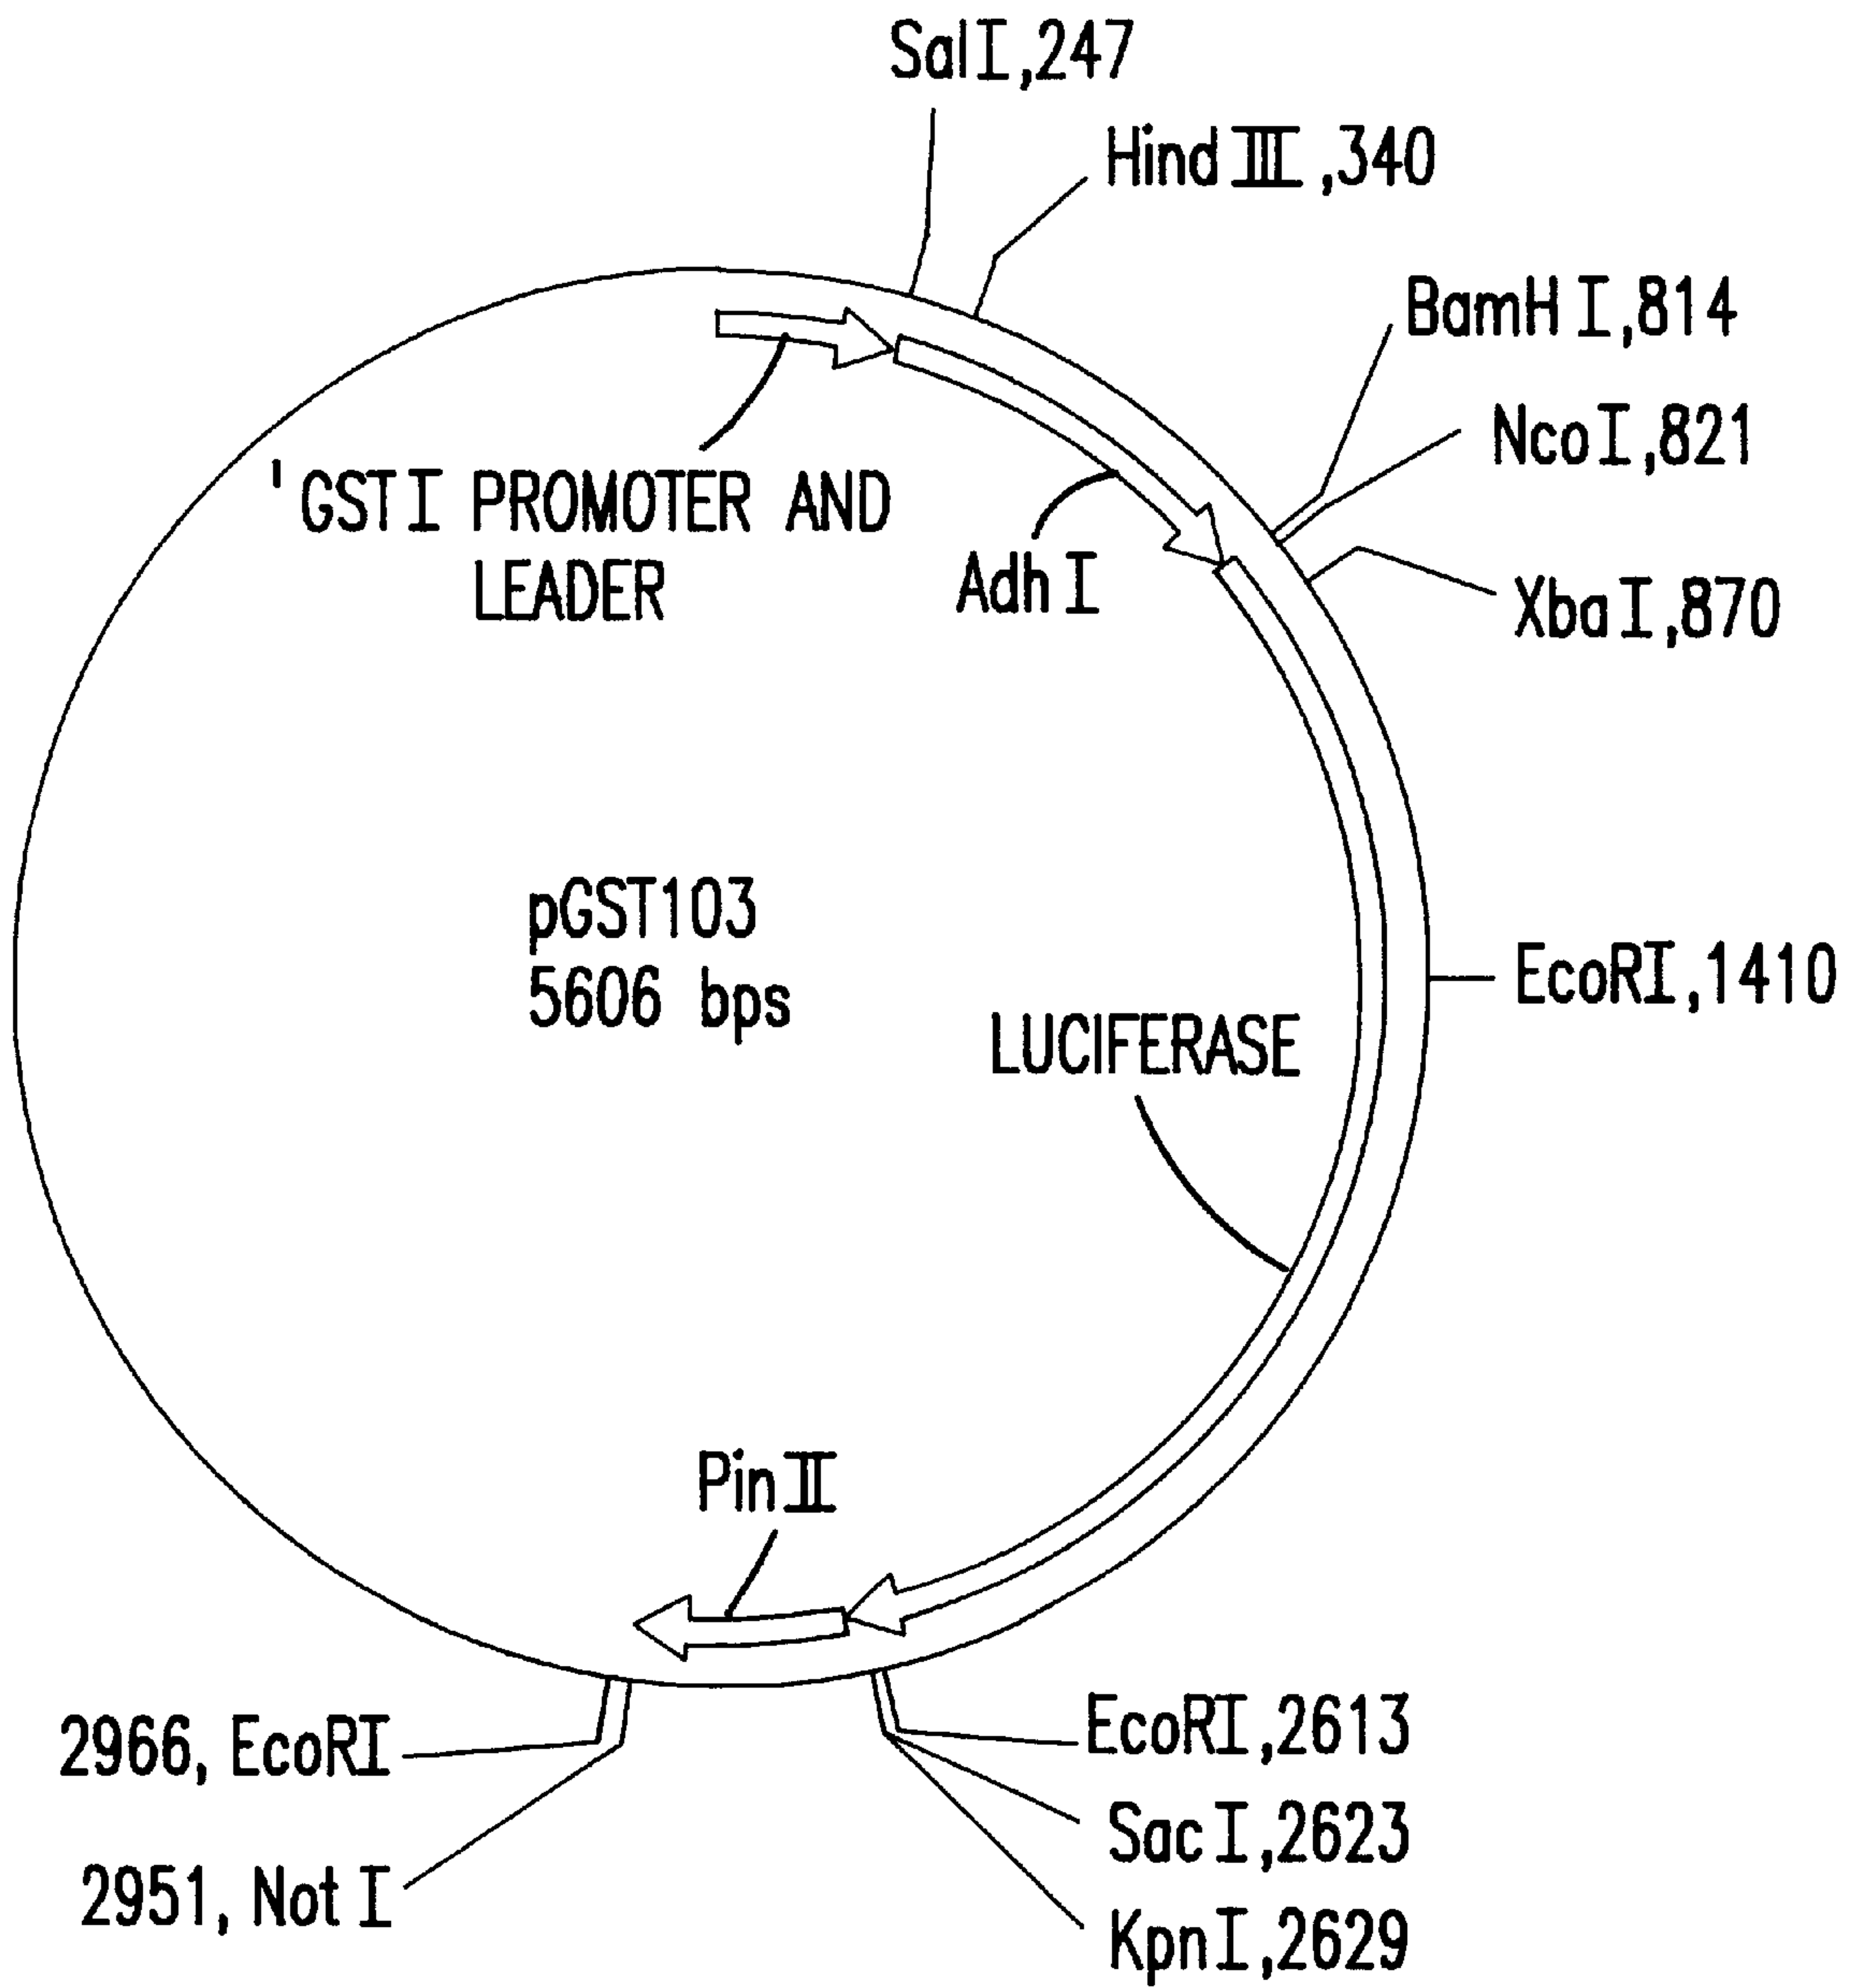 SalI,247
HindIII,340
BamHI,814
NcoI,821
XbaI,870
'GSTI PROMOTER AND
LEADER
AdhI
pGST103
5606 bps
EcoRI,1410
LUCIFERASE
PinII
2966, EcoRI
2951, NotI
EcoRI,2613
SacI,2623
KpnI,2629